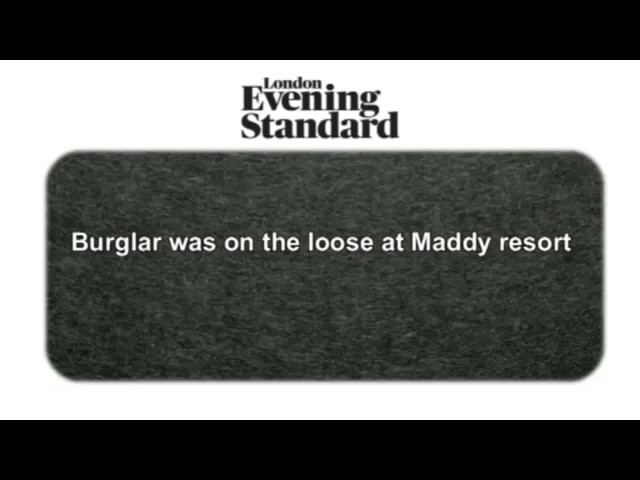 London
Evening
Standard
Burglar was on the loose at Maddy resort